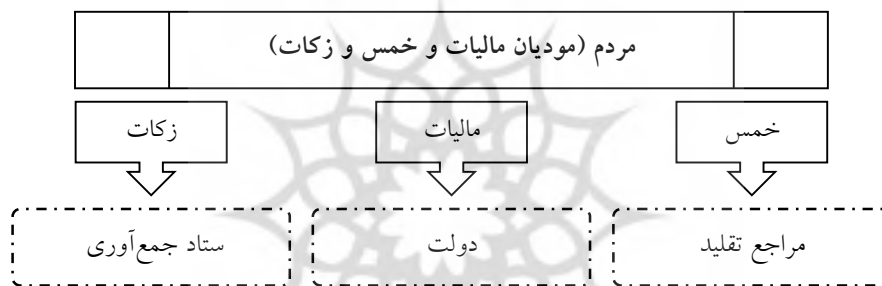 مردم (مودیان مالیات و خمس و زکات)
خمس
مالیات
زکات
مراجع تقلید
دولت
ستاد جمع‌آوری